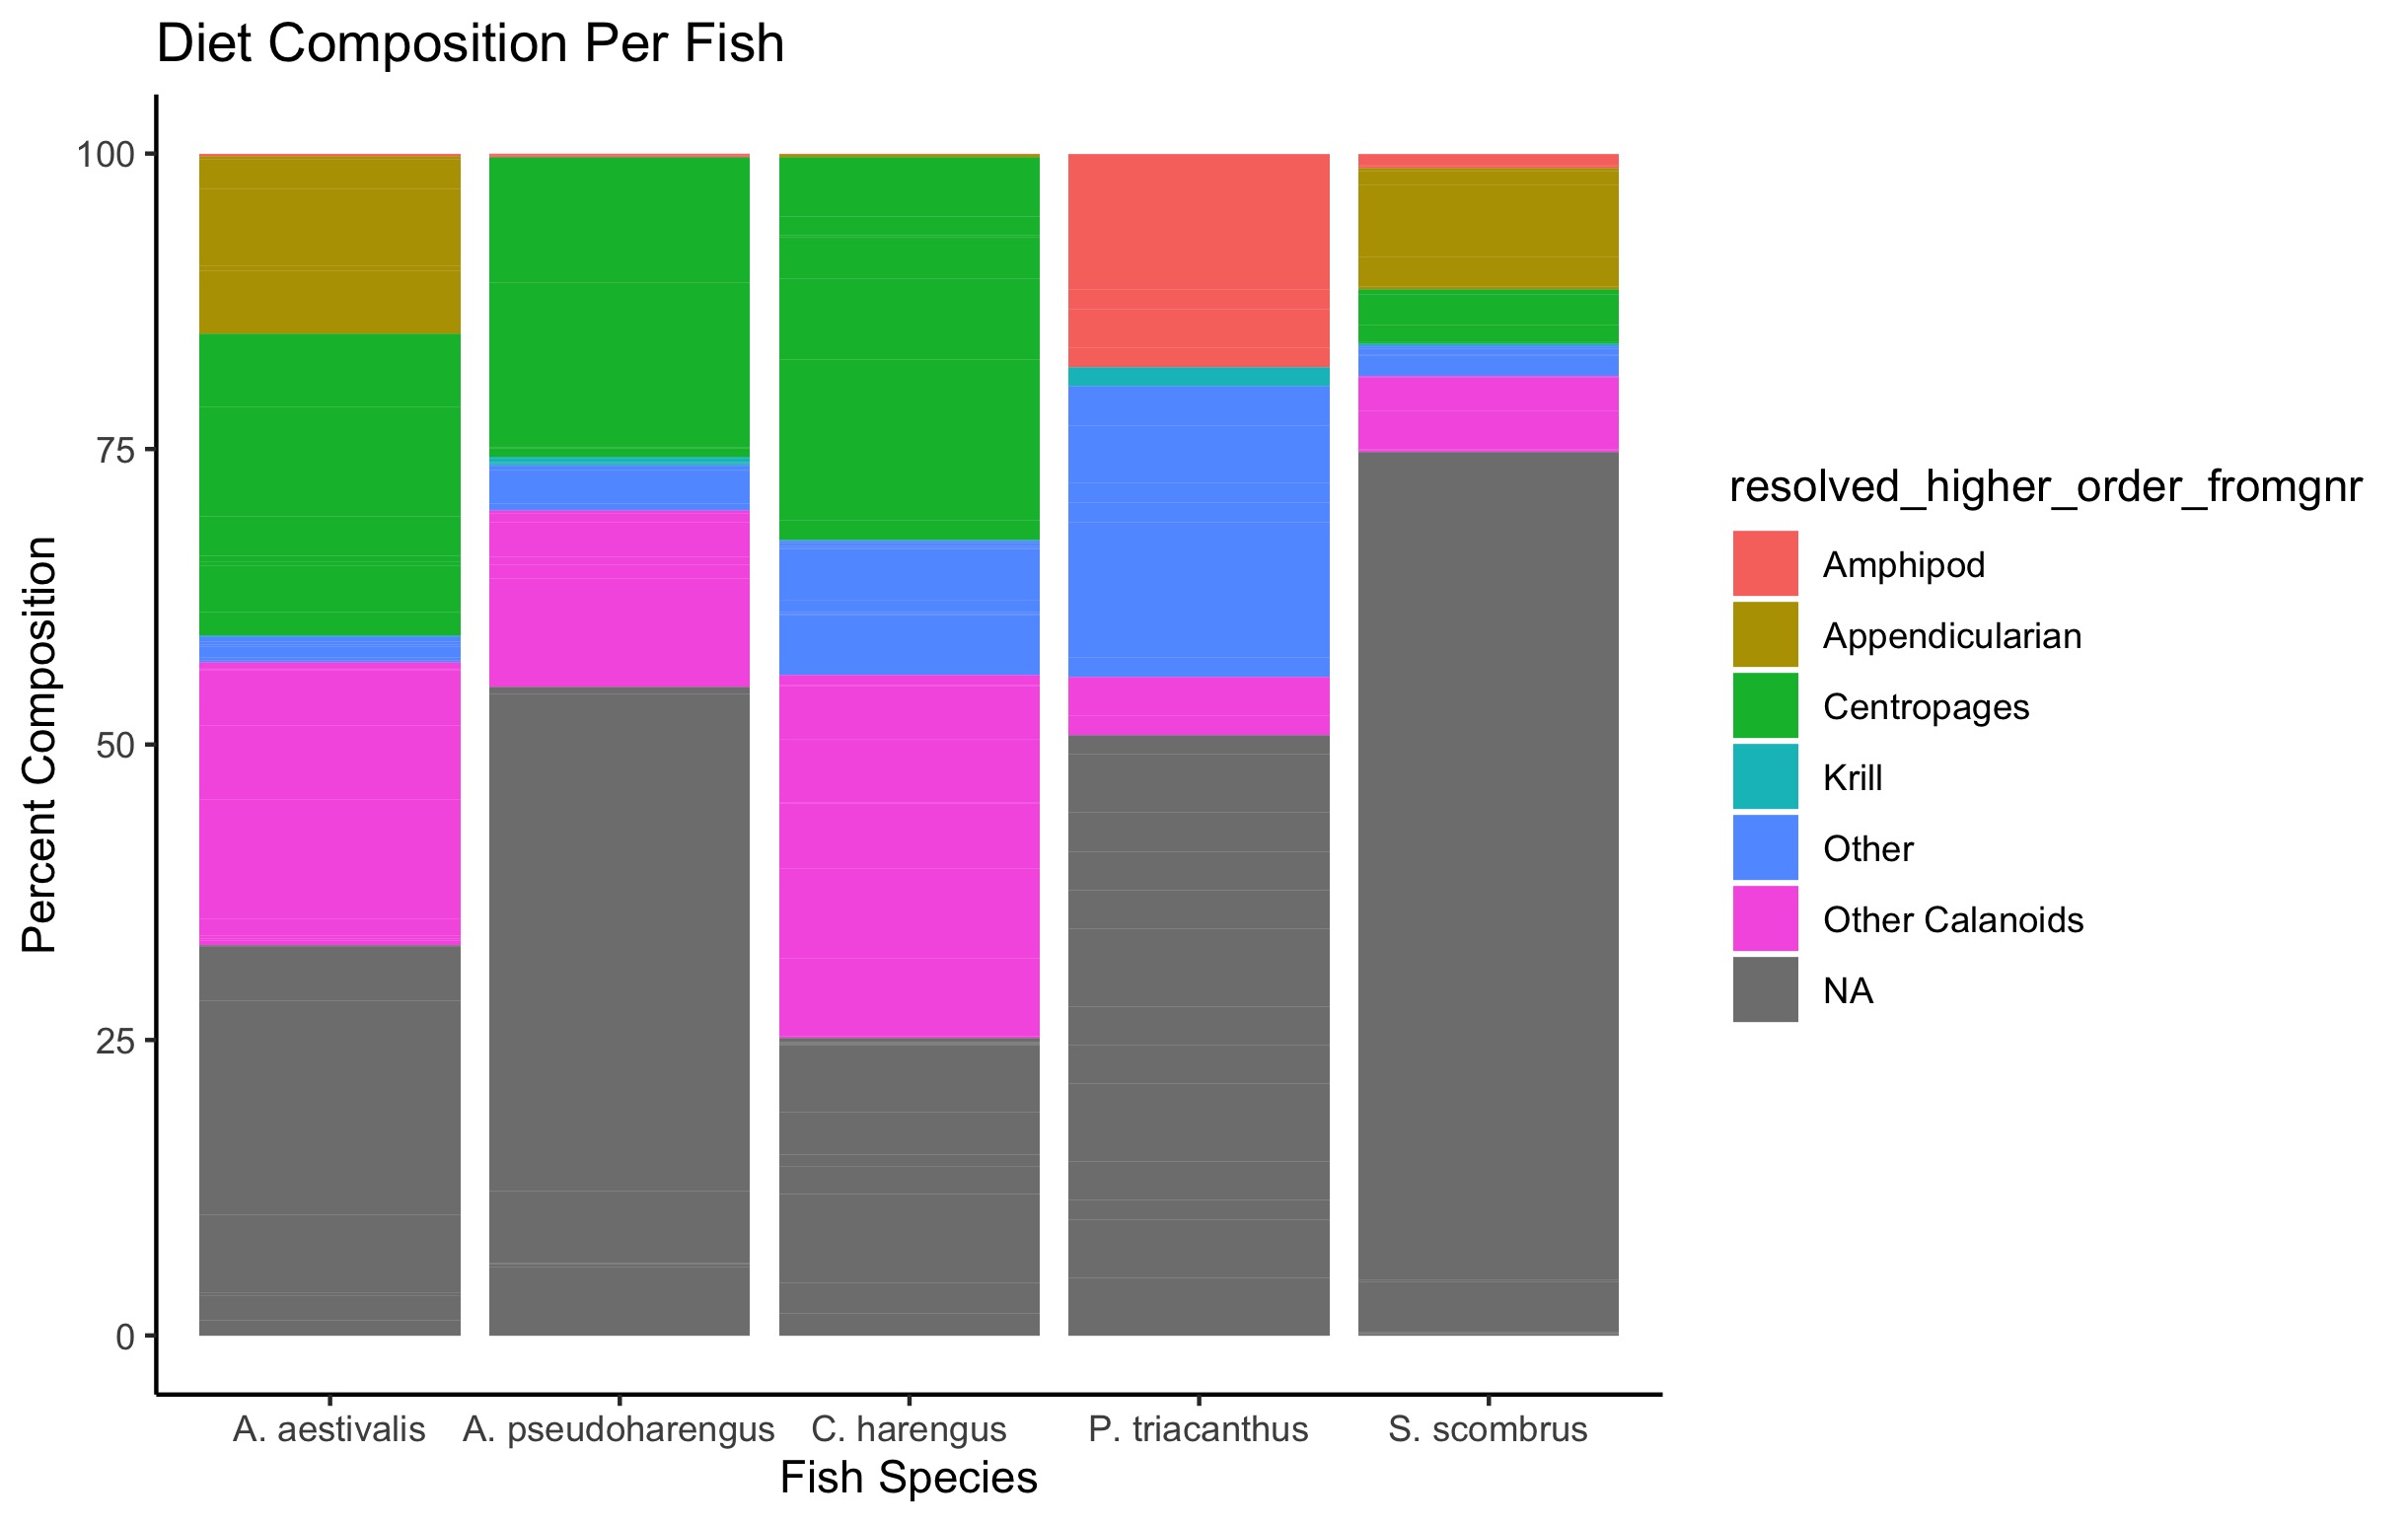 Diet Composition Per Fish
100
75
50
25
0
Percent Composition
A. aestivalis
A. pseudoharengus
C. harengus
P. triacanthus
S. scombrus
Fish Species
resolved_higher_order_fromgnr
Amphipod
Appendicularian
Centropages
Krill
Other
Other Calanoids
NA